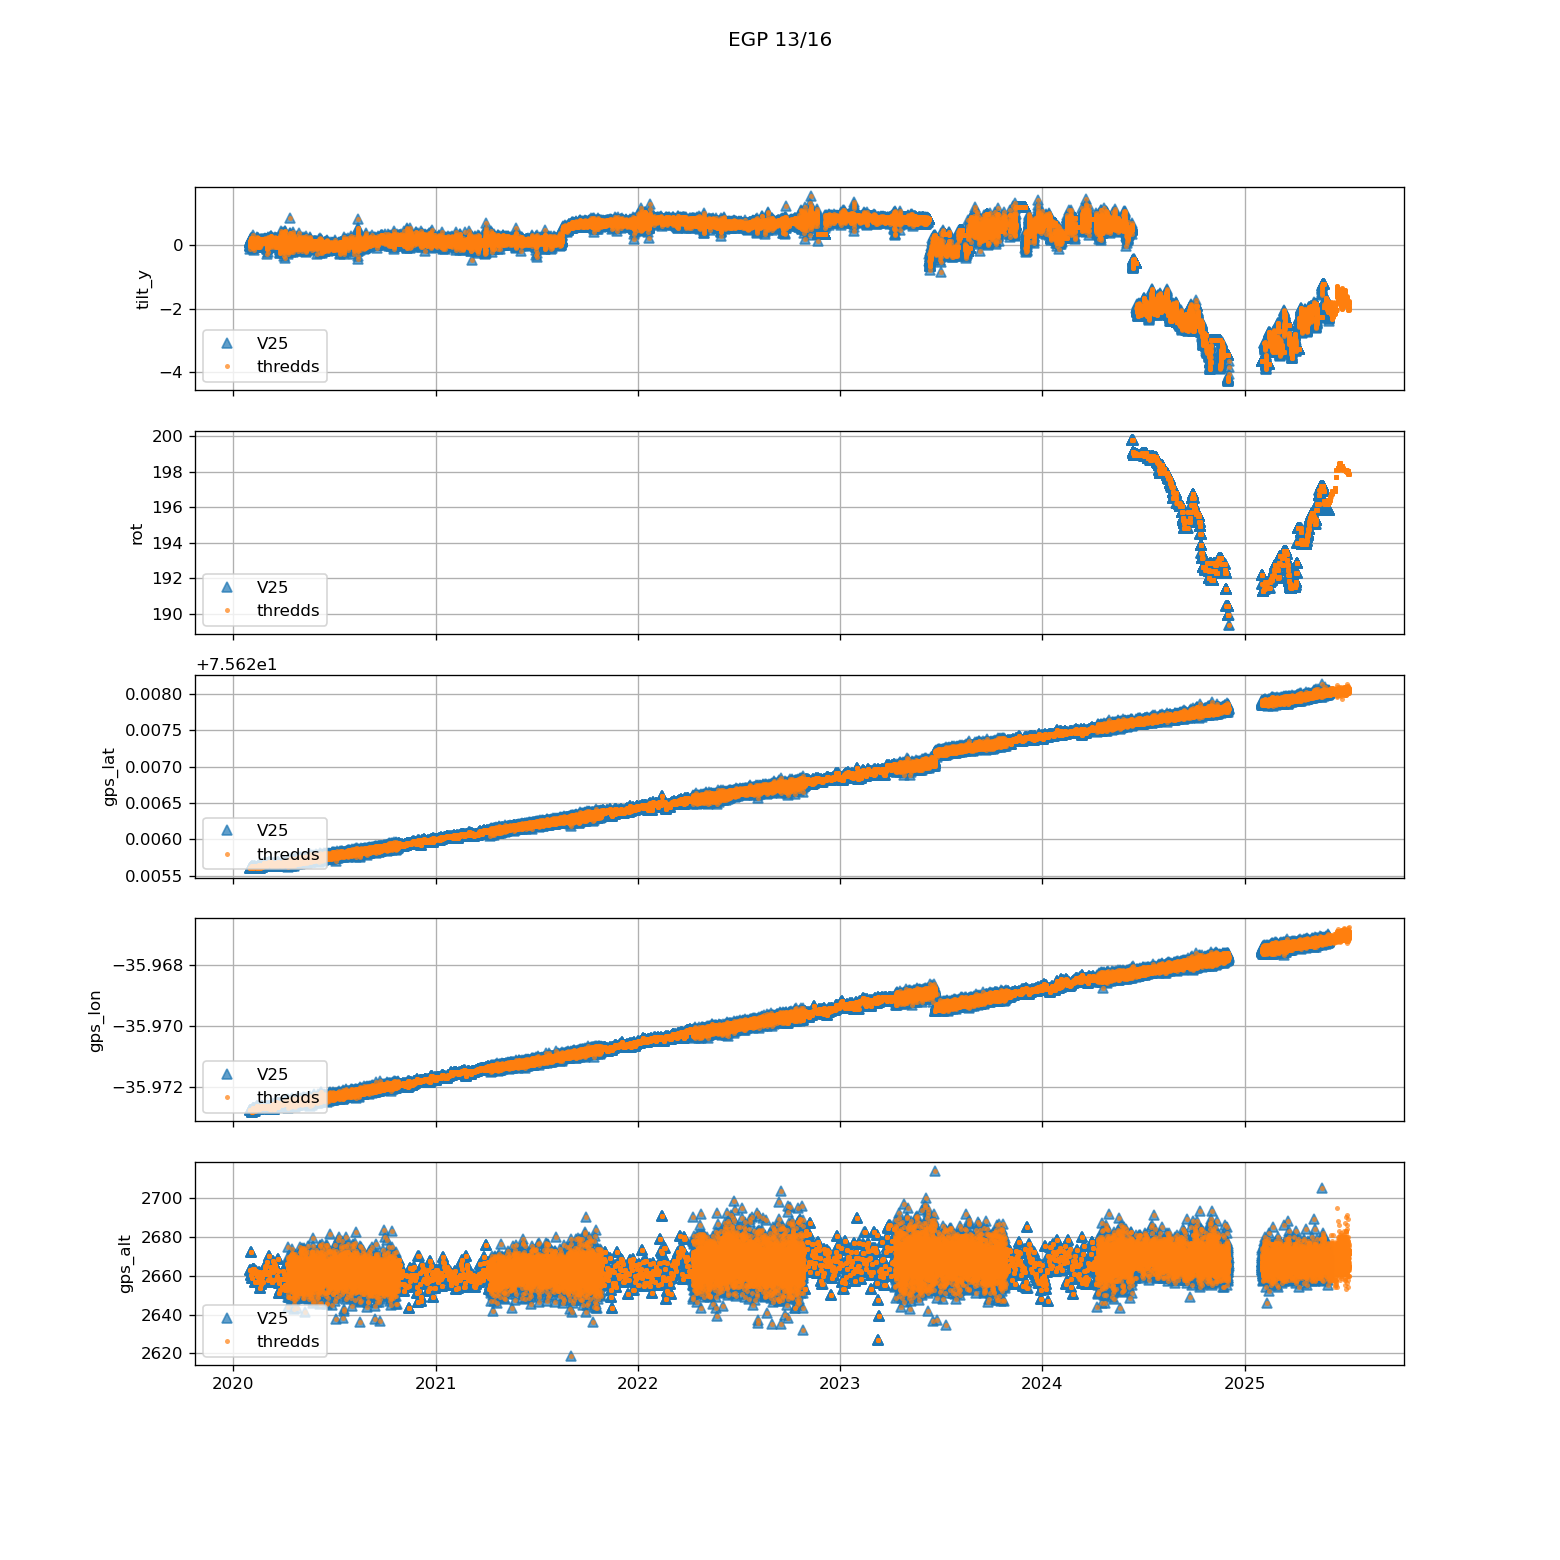 EGP 13/16
0
−2
−4
tilt_y
V25
thredds
200
198
196
194
192
190
rot
V25
thredds
+7.562e1
0.0080
0.0075
0.0070
0.0065
0.0060
0.0055
gps_lat
V25
thredds
−35.968
−35.970
−35.972
gps_lon
V25
thredds
2700
2680
2660
2640
2620
gps_alt
V25
thredds
2020 2021 2022 2023 2024 2025